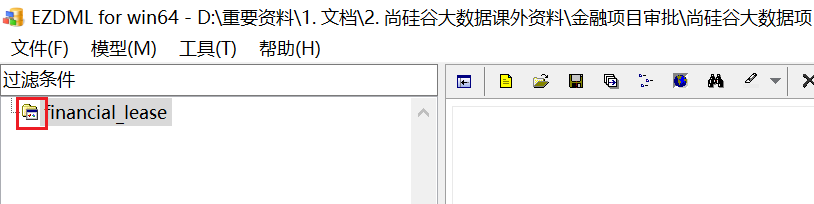 EZDML for win64 - D:\重要资料\1. 文档\2. 尚硅谷大数据课外资料\金融项目审批\尚硅谷大数据项
文件(F) 模型(M) 工具(T) 帮助(H)
过滤条件
financial_lease